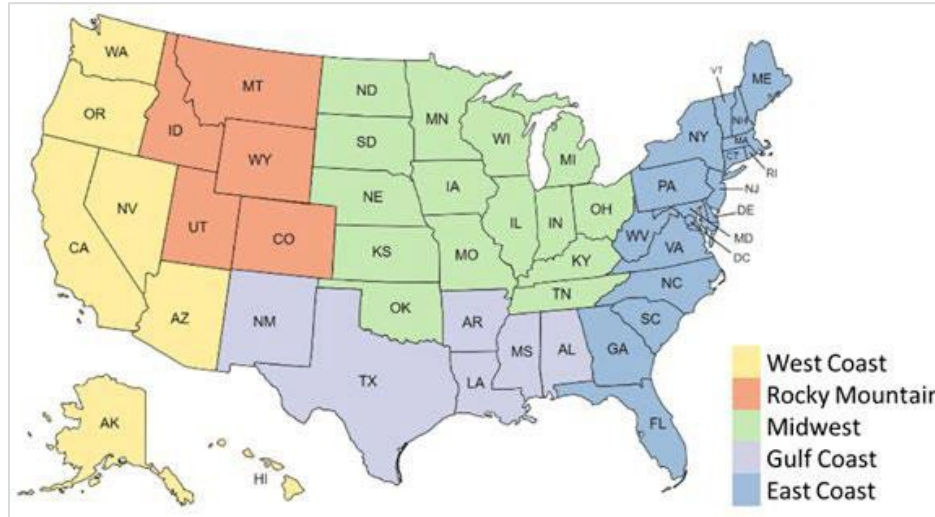 WA
OR
CA
NV
AZ
AK
HI
MT
ID
WY
UT
CO
ND
SD
NE
KS
OK
MN
IA
MO
WI
IL
IN
MI
OH
KY
TN
NM
TX
AR
LA
MS
AL
VT
ME
NH
MA
CT
RI
NY
PA
NJ
DE
MD
DC
WV
VA
NC
SC
GA
FL
West Coast
Rocky Mountain
Midwest
Gulf Coast
East Coast